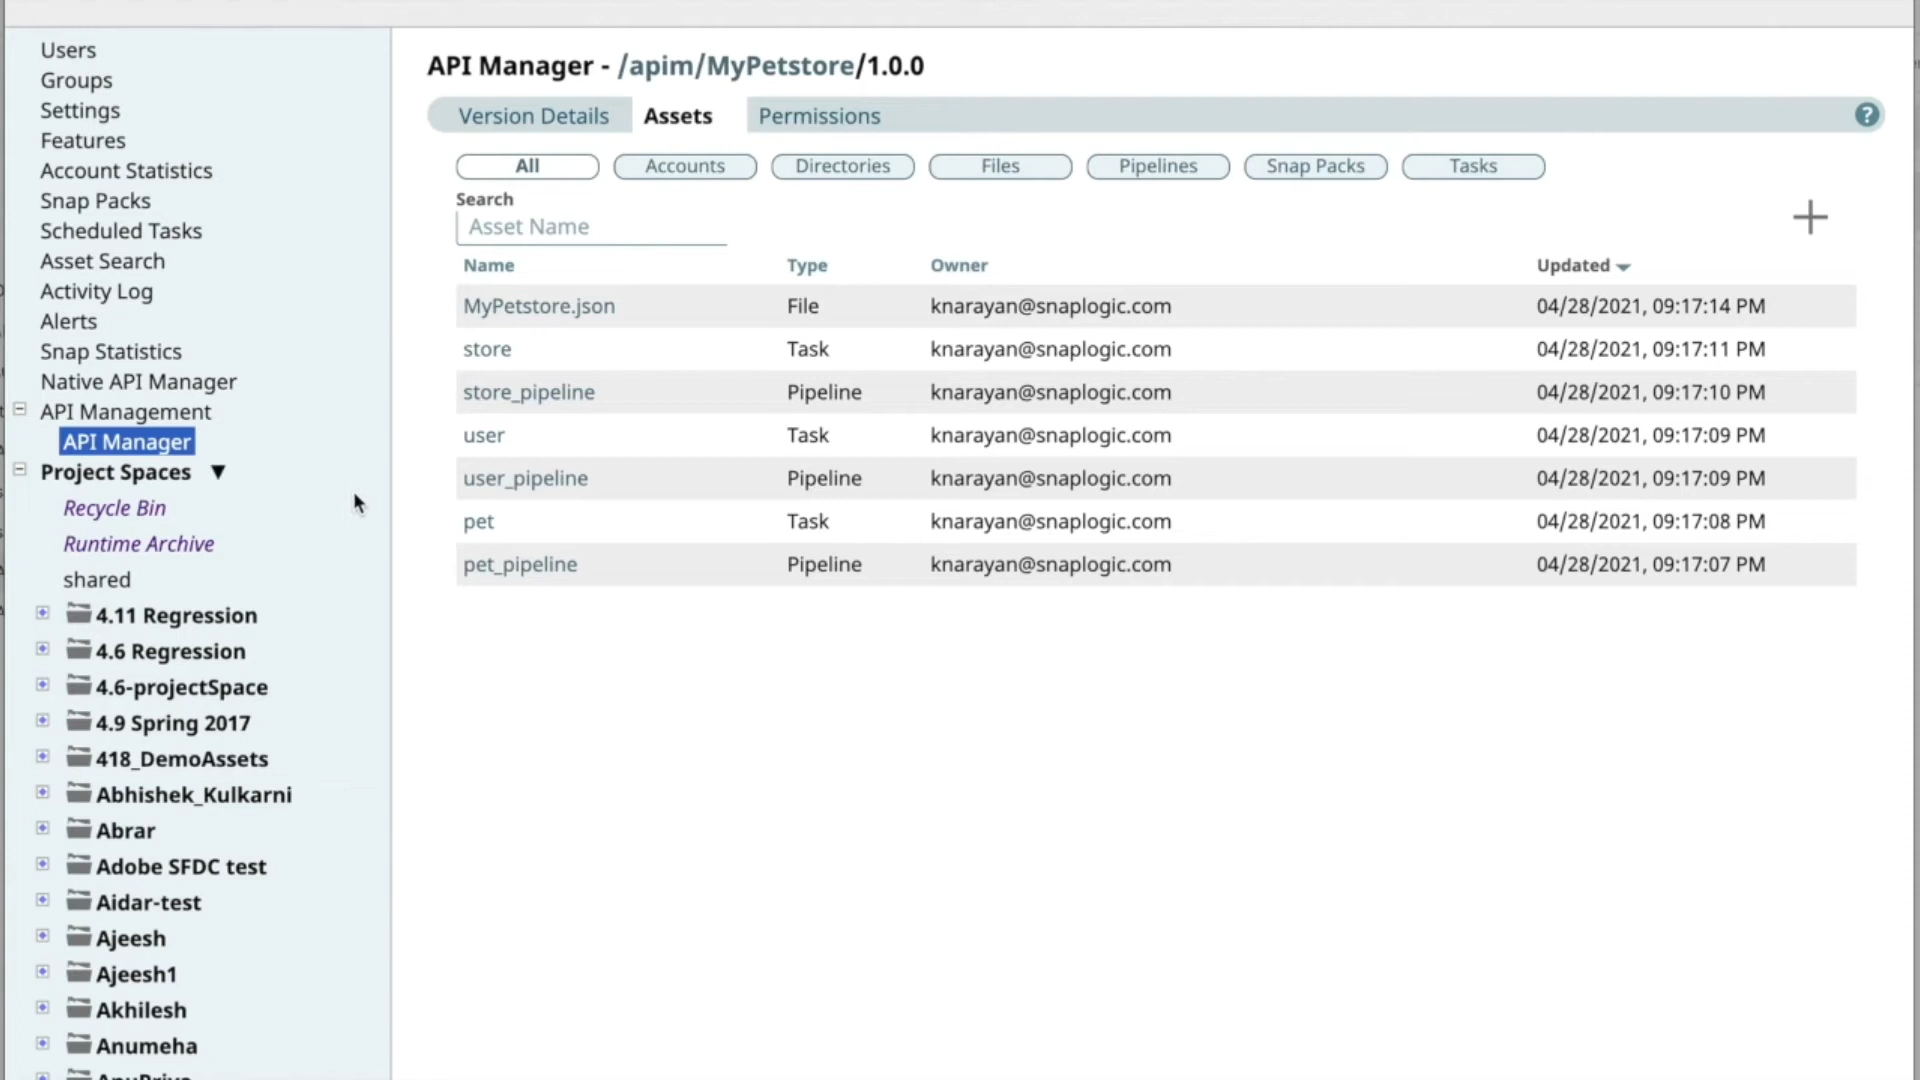 Users
Groups
Settings
Features
Account Statistics
Snap Packs
Scheduled Tasks
Asset Search
Activity Log
Alerts
Snap Statistics
Native API Manager
API Management
API Manager
Project Spaces ▼
Recycle Bin
Runtime Archive
shared
4.11 Regression
4.6 Regression
4.6-projectSpace
4.9 Spring 2017
418_DemoAssets
Abhishek_Kulkarni
Abrar
Adobe SFDC test
Aidar-test
Ajeesh
Ajeesh1
Akhilesh
Anumeha
API Manager - /apim/MyPetstore/1.0.0
Version Details Assets Permissions ?
All Accounts Directories Files Pipelines Snap Packs Tasks
Search
Asset Name
Name Type Owner Updated
MyPetstore.json File knarayan@snaplogic.com 04/28/2021, 09:17:14 PM
store Task knarayan@snaplogic.com 04/28/2021, 09:17:11 PM
store_pipeline Pipeline knarayan@snaplogic.com 04/28/2021, 09:17:10 PM
user Task knarayan@snaplogic.com 04/28/2021, 09:17:09 PM
user_pipeline Pipeline knarayan@snaplogic.com 04/28/2021, 09:17:09 PM
pet Task knarayan@snaplogic.com 04/28/2021, 09:17:08 PM
pet_pipeline Pipeline knarayan@snaplogic.com 04/28/2021, 09:17:07 PM